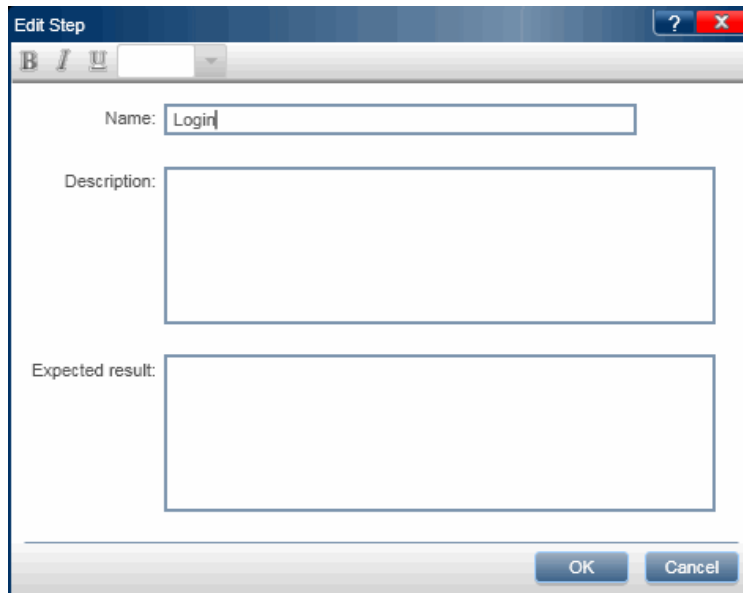 Edit Step
? X
B I U
Name: Login
Description:
Expected result:
OK Cancel